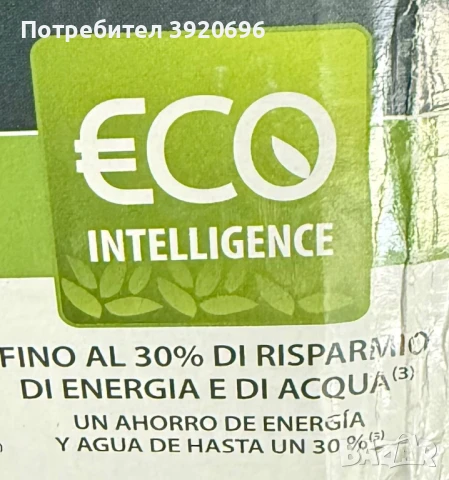 Потребител 3920696
€CO
INTELLIGENCE
FINO AL 30% DI RISPARMIO
DI ENERGIA E DI ACQUA(3)
UN AHORRO DE ENERGÍA
Y AGUA DE HASTA UN 30 %(5)
BAZAR